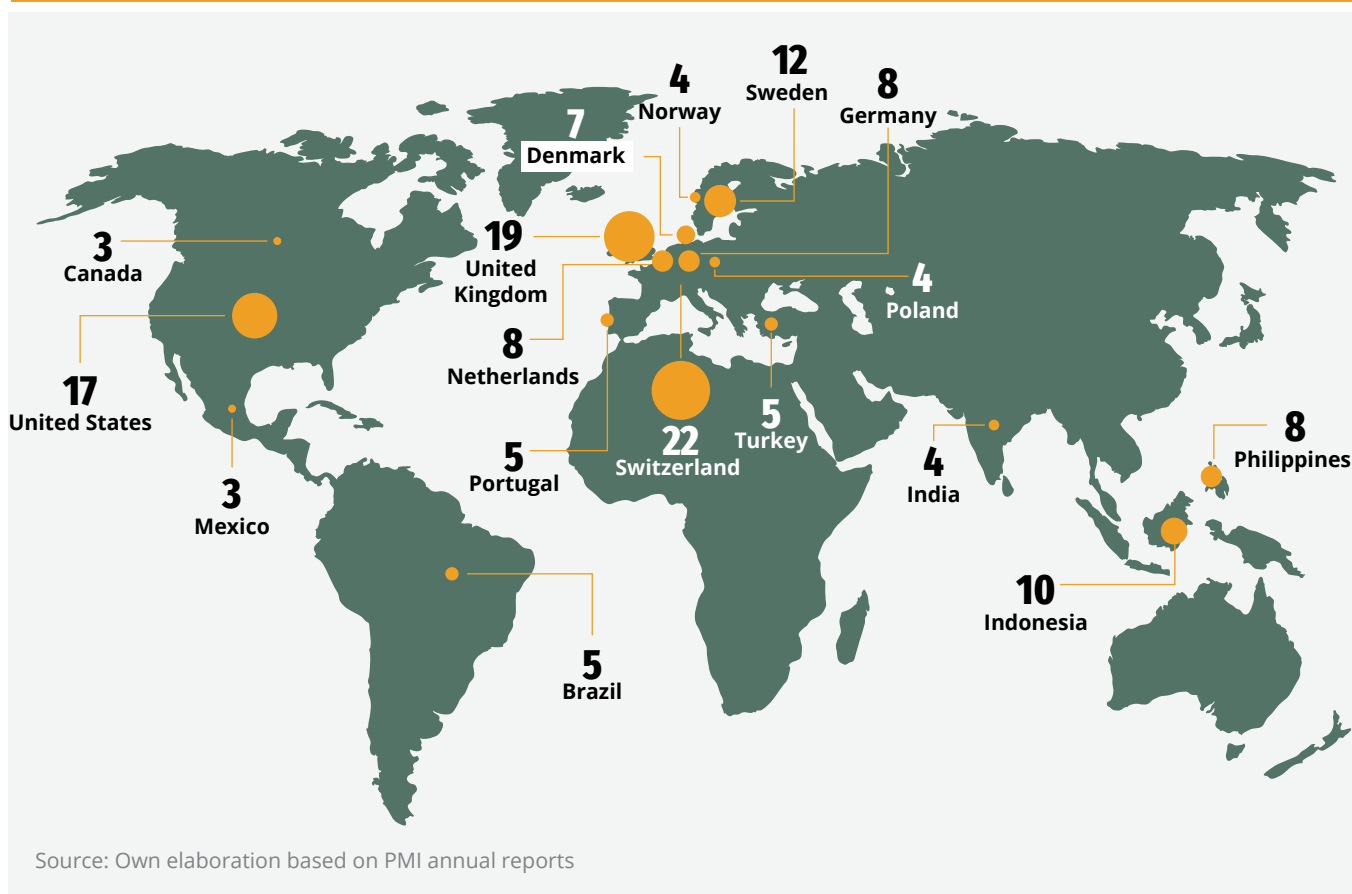 12
Sweden
4
Norway
8
Germany
7
Denmark
3
Canada
19
United
Kingdom
4
Poland
8
Netherlands
17
United States
5
Turkey
22
Switzerland
5
Portugal
8
Philippines
4
India
3
Mexico
10
Indonesia
5
Brazil
Source: Own elaboration based on PMI annual reports